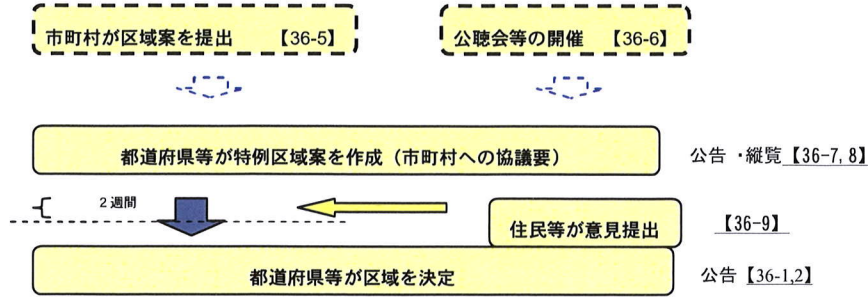 市町村が区域案を提出 【36-5】
公聴会等の開催 【36-6】
都道府県等が特例区域案を作成（市町村への協議要）
公告・縦覧【36-7, 8】
２週間
住民等が意見提出
【36-9】
都道府県等が区域を決定
公告【36-1,2】